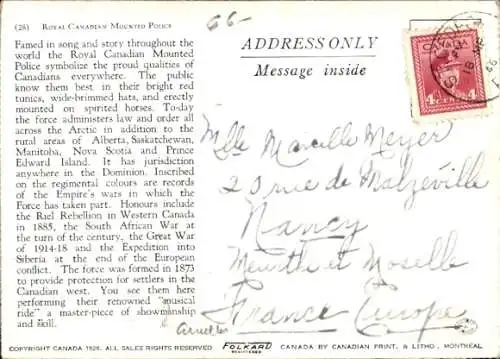 (26) ROYAL CANADIAN MOUNTED POLICE
Famed in song and story throughout the
world the Royal Canadian Mounted
Police symbolize the proud qualities of
Canadians everywhere. The public
know them best in their bright red
tunics, wide-brimmed hats, and erectly
mounted on spirited horses. To-day
the force administers law and order all
across the Arctic in addition to the
rural areas of Alberta, Saskatchewan,
Manitoba, Nova Scotia and Prince
Edward Island. It has jurisdiction
anywhere in the Dominion. Inscribed
on the regimental colours are records
of the Empire's wars in which the
Force has taken part. Honours include
the Riel Rebellion in Western Canada
in 1885, the South African War at
the turn of the century, the Great War
of 1914-18 and the Expedition into
Siberia at the end of the European
conflict. The force was formed in 1873
to provide protection for settlers in the
Canadian west. You see them here
performing their renowned "musical
ride" a master-piece of showmanship
and skill.
66-
ADDRESS ONLY
Message inside
4 CENTS 4
Mlle Marcelle Meyer
20 rue de Malzéville
Nancy
Meurthe et Moselle
France Europe
COPYRIGHT CANADA 1926, ALL SALES RIGHTS RESERVED
FOLKARD
REGISTERED
CANADA BY CANADIAN PRINT. & LITHO., MONTREAL